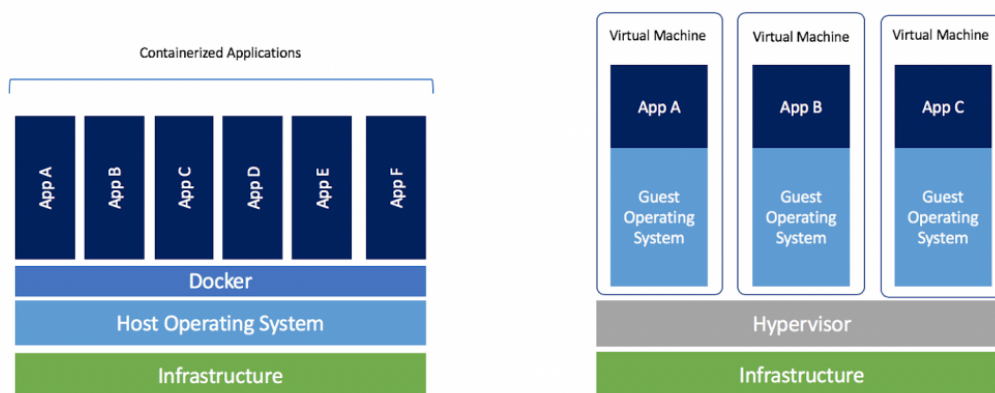 Containerized Applications
App A
App B
App C
App D
App E
App F
Docker
Host Operating System
Infrastructure
Virtual Machine
App A
Guest
Operating
System
Virtual Machine
App B
Guest
Operating
System
Virtual Machine
App C
Guest
Operating
System
Hypervisor
Infrastructure